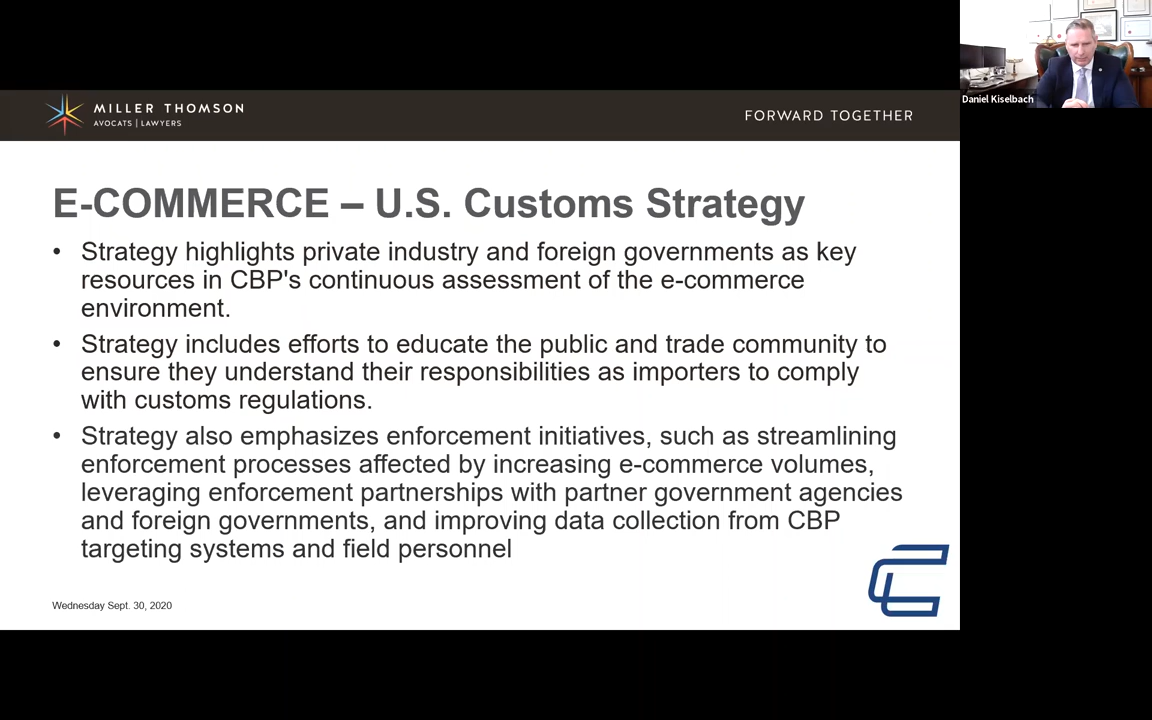 MILLER THOMSON
AVOCATS | LAWYERS
FORWARD TOGETHER
Daniel Kiselbach
E-COMMERCE – U.S. Customs Strategy
• Strategy highlights private industry and foreign governments as key
resources in CBP's continuous assessment of the e-commerce
environment.
• Strategy includes efforts to educate the public and trade community to
ensure they understand their responsibilities as importers to comply
with customs regulations.
• Strategy also emphasizes enforcement initiatives, such as streamlining
enforcement processes affected by increasing e-commerce volumes,
leveraging enforcement partnerships with partner government agencies
and foreign governments, and improving data collection from CBP
targeting systems and field personnel
Wednesday Sept. 30, 2020